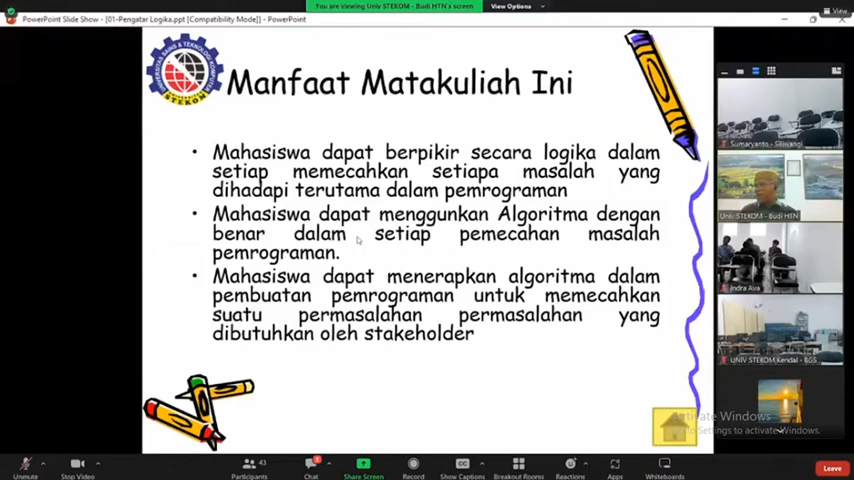 You are viewing Univ STEKOM - Budi HTN's screen
View Options
View
PowerPoint Slide Show - [01-Pengatar Logika.ppt [Compatibility Mode]] - PowerPoint
UNIVERSITAS SAINS & TEKNOLOGI KOMPUTER
STEKOM
Manfaat Matakuliah Ini
• Mahasiswa dapat berpikir secara logika dalam
setiap memecahkan setiapa masalah yang
dihadapi terutama dalam pemrograman
• Mahasiswa dapat menggunkan Algoritma dengan
benar dalam setiap pemecahan masalah
pemrograman.
• Mahasiswa dapat menerapkan algoritma dalam
pembuatan pemrograman untuk memecahkan
suatu permasalahan permasalahan yang
dibutuhkan oleh stakeholder
Sumaryanto - Siliwangi
Univ STEKOM - Budi HTN
Indra Ava
UNIV STEKOM Kendal - BGS
Activate Windows
Go to Settings to activate Windows.
Unmute
Stop Video
Participants
43
Chat
Share Screen
Record
Show Captions
Breakout Rooms
Reactions
Apps
Whiteboards
Leave